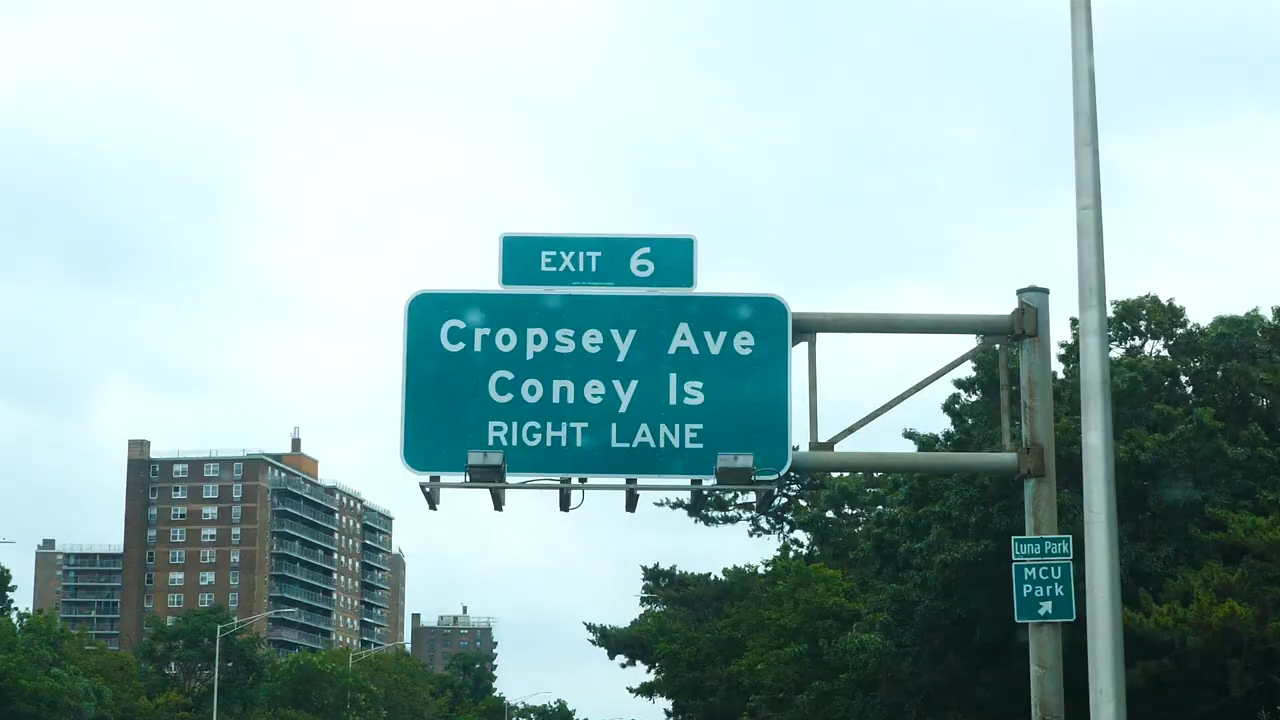 EXIT 6
Cropsey Ave
Coney Is
RIGHT LANE
Luna Park
MCU
Park